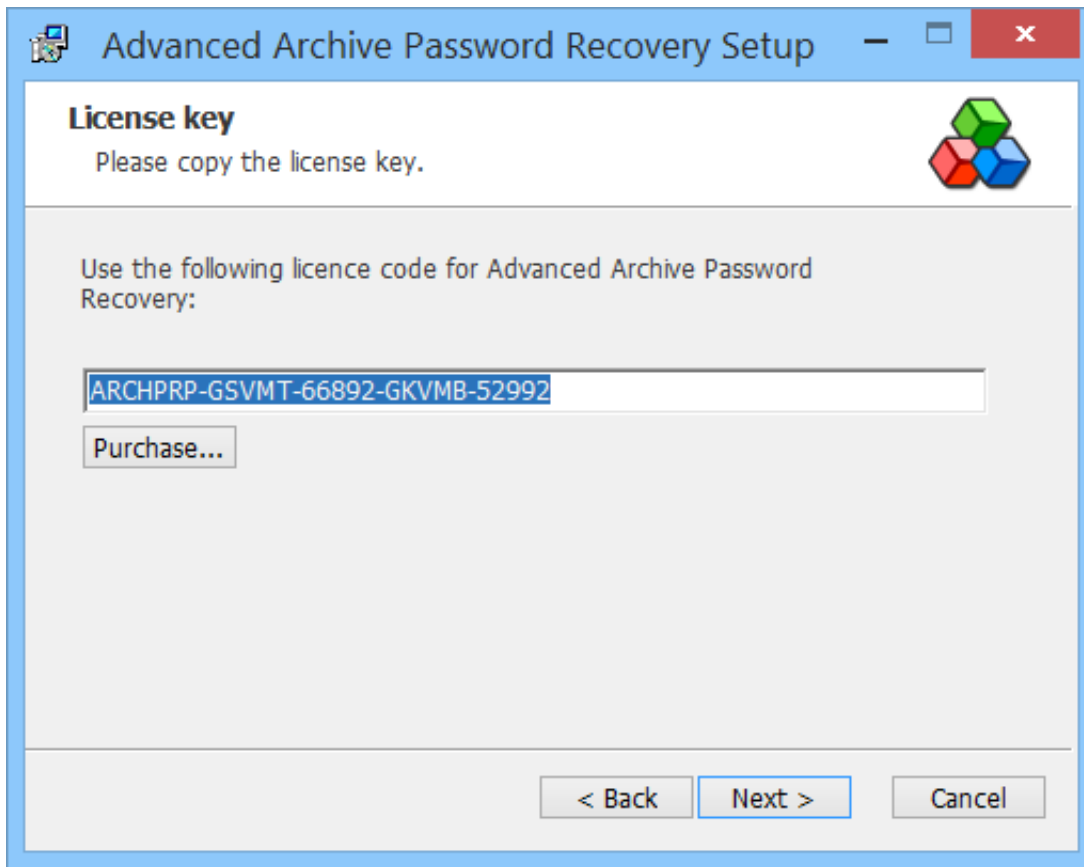 Advanced Archive Password Recovery Setup
License key
Please copy the license key.
Use the following licence code for Advanced Archive Password
Recovery:
ARCHPRP-GSVMT-66892-GKVMB-52992
Purchase...
< Back
Next >
Cancel